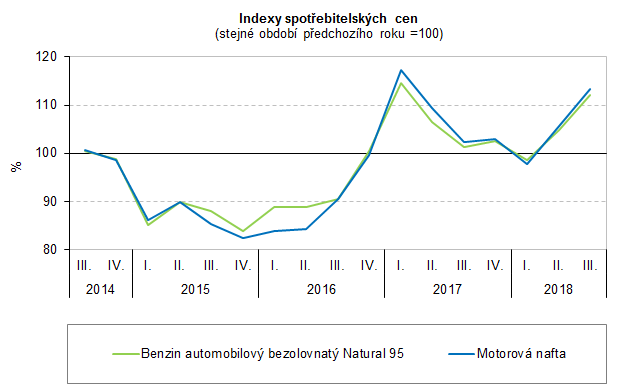 Indexy spotřebitelských cen
(stejné období předchozího roku =100)
120
110
100
90
80
%
III. IV. I. II. III. IV. I. II. III. IV. I. II. III. IV. I. II. III.
2014 2015 2016 2017 2018
Benzin automobilový bezolovnatý Natural 95 Motorová nafta